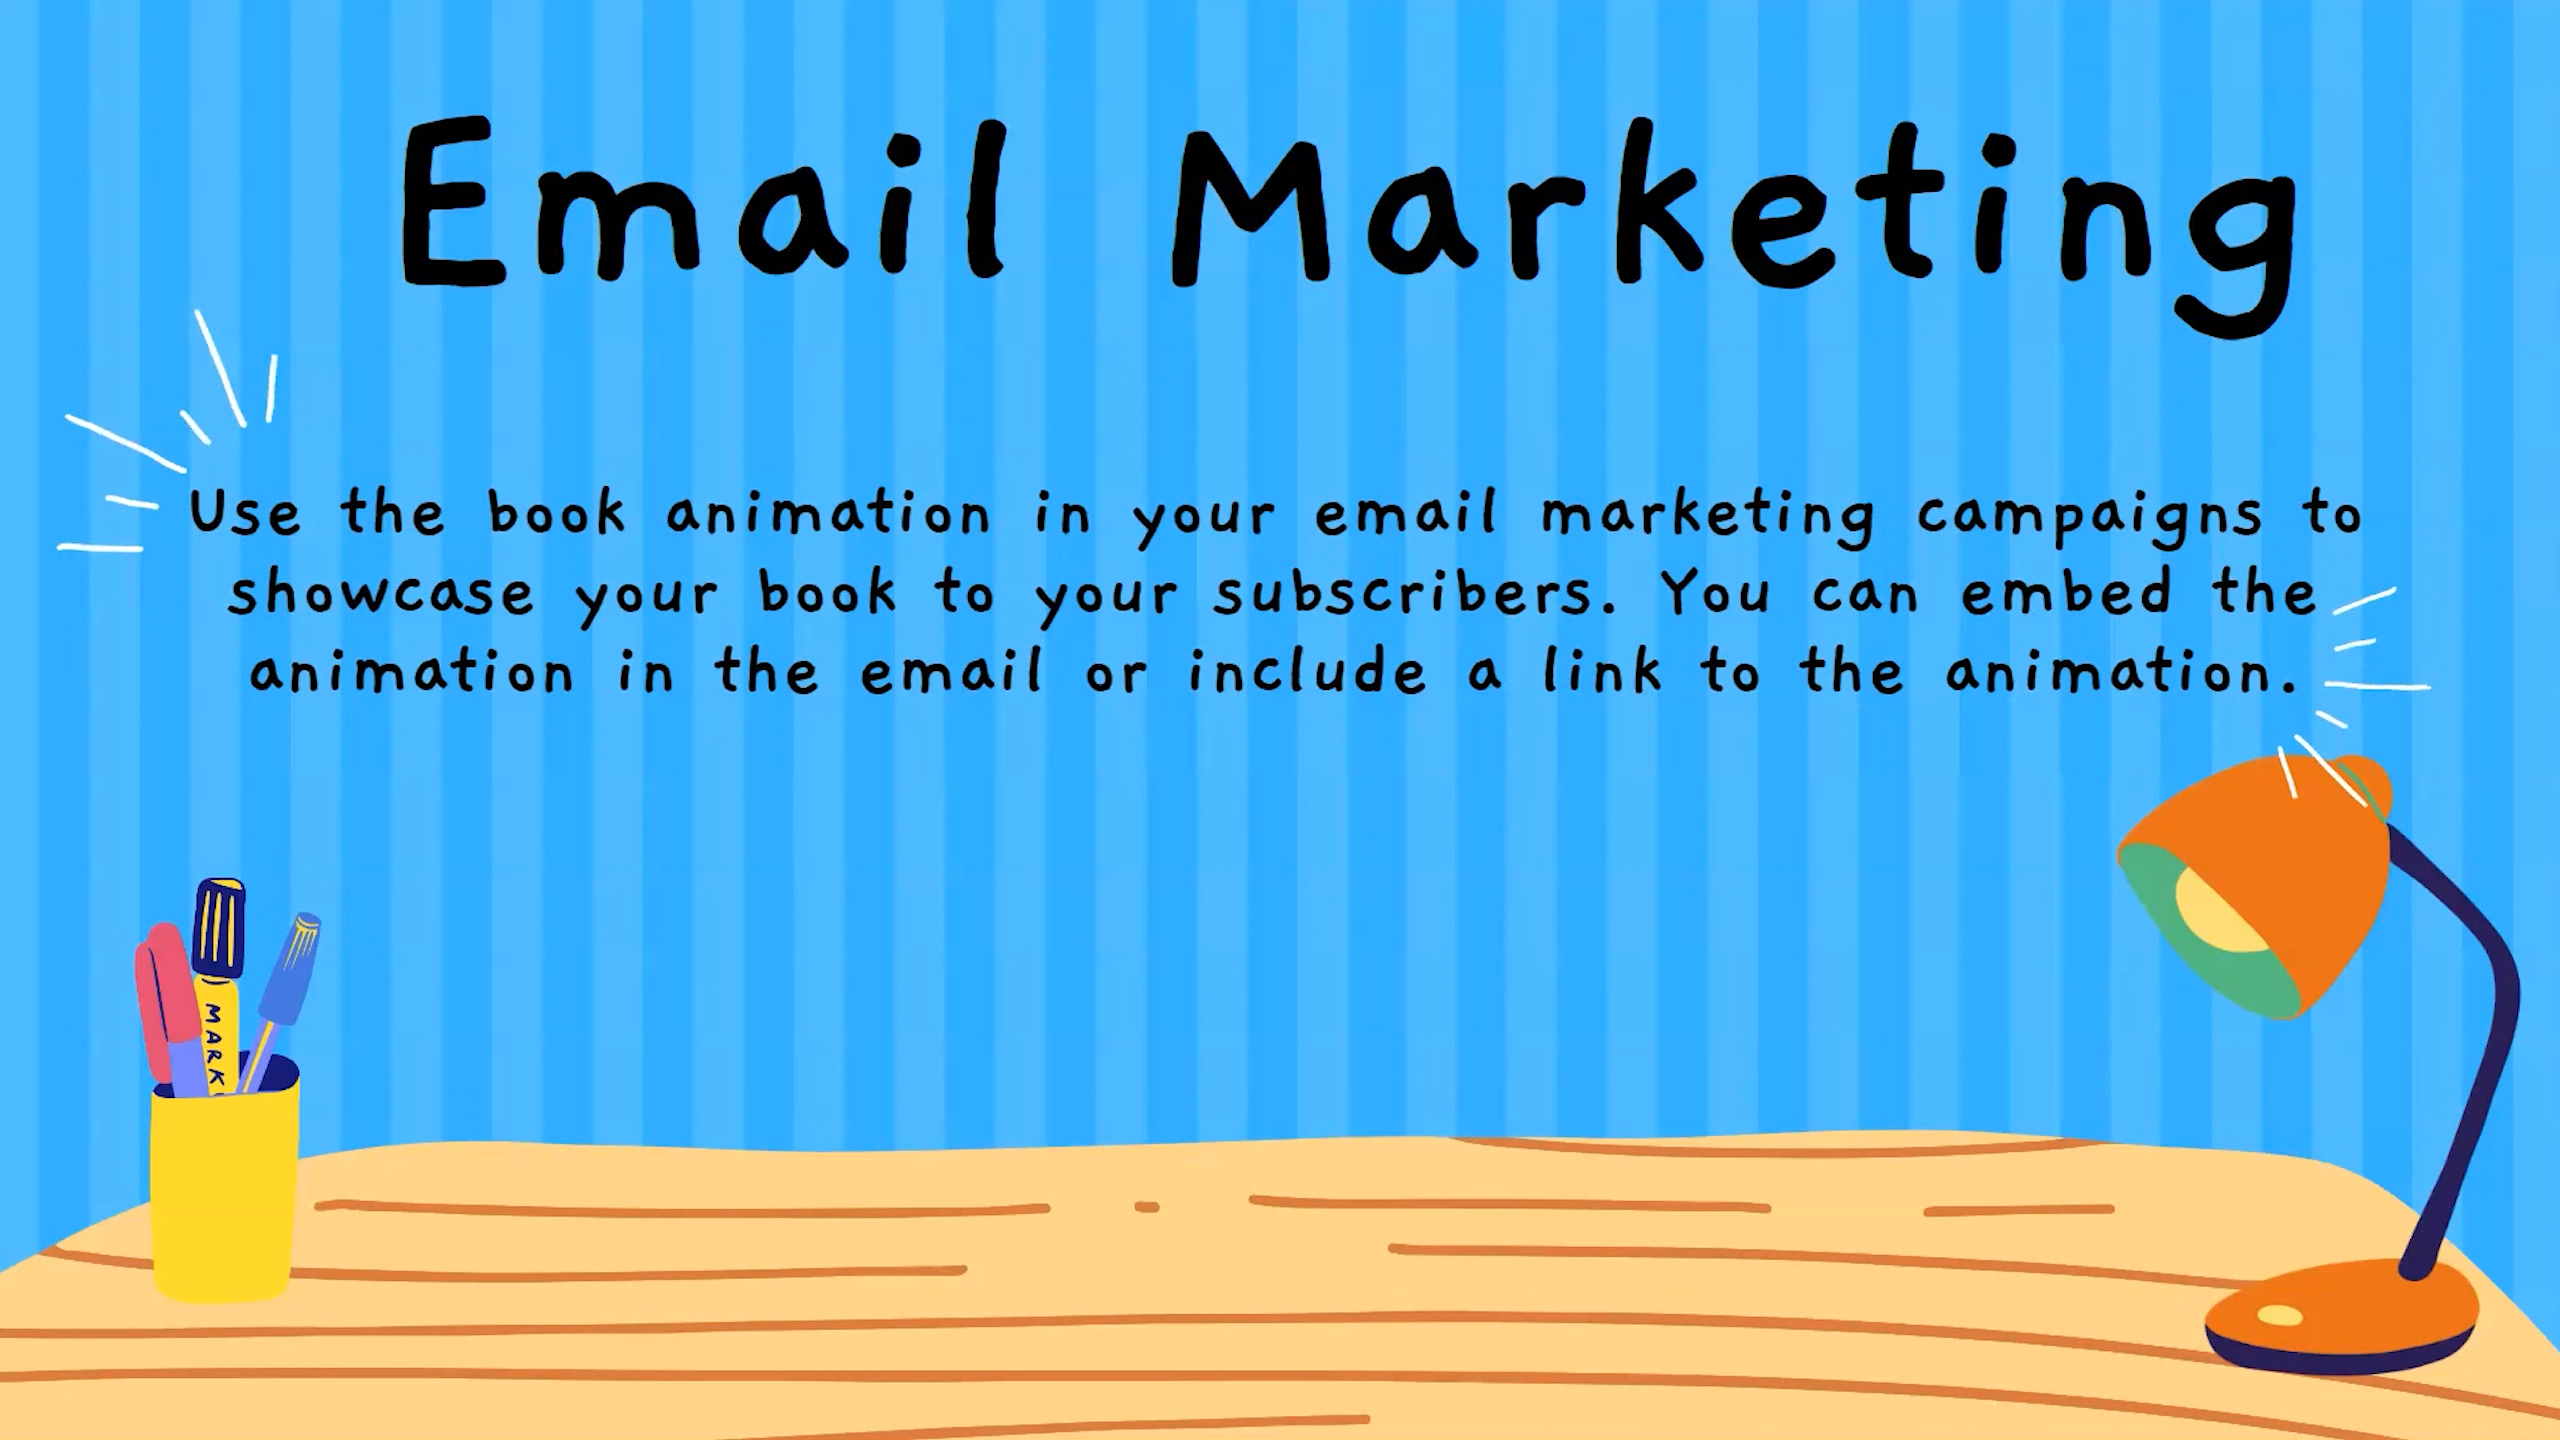 Email Marketing
Use the book animation in your email marketing campaigns to
showcase your book to your subscribers. You can embed the
animation in the email or include a link to the animation.
MARK